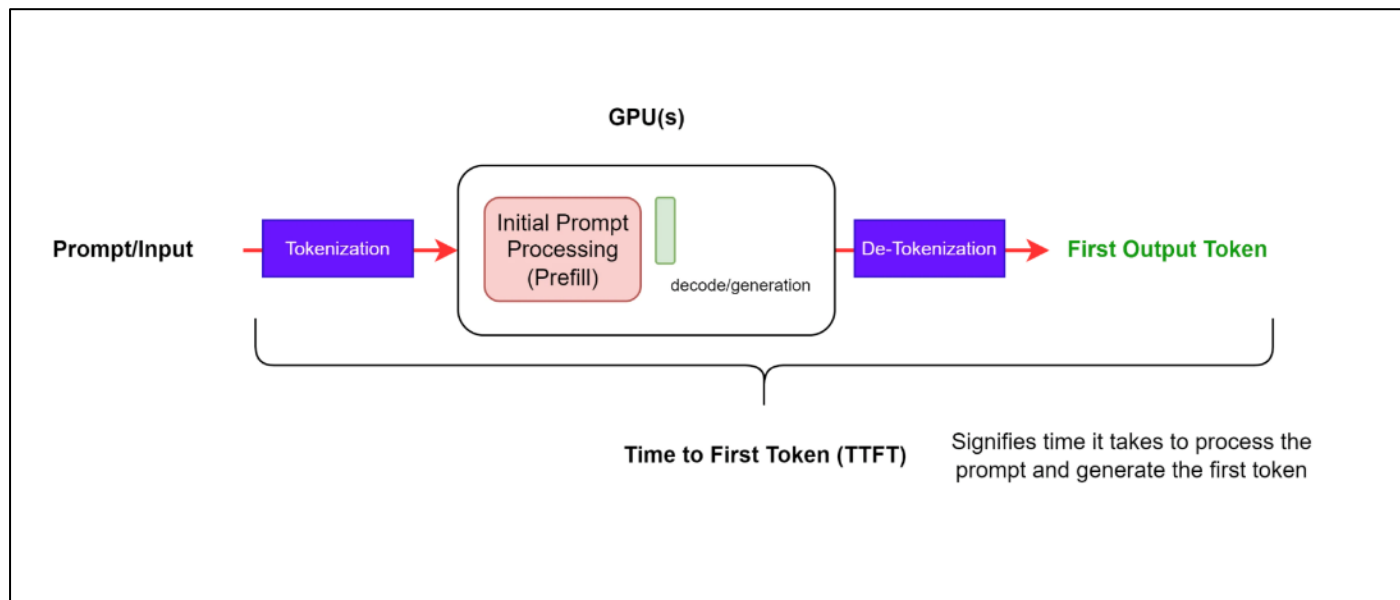 GPU(s)
Prompt/Input
Tokenization
Initial Prompt
Processing
(Prefill)
decode/generation
De-Tokenization
First Output Token
Time to First Token (TTFT)
Signifies time it takes to process the
prompt and generate the first token